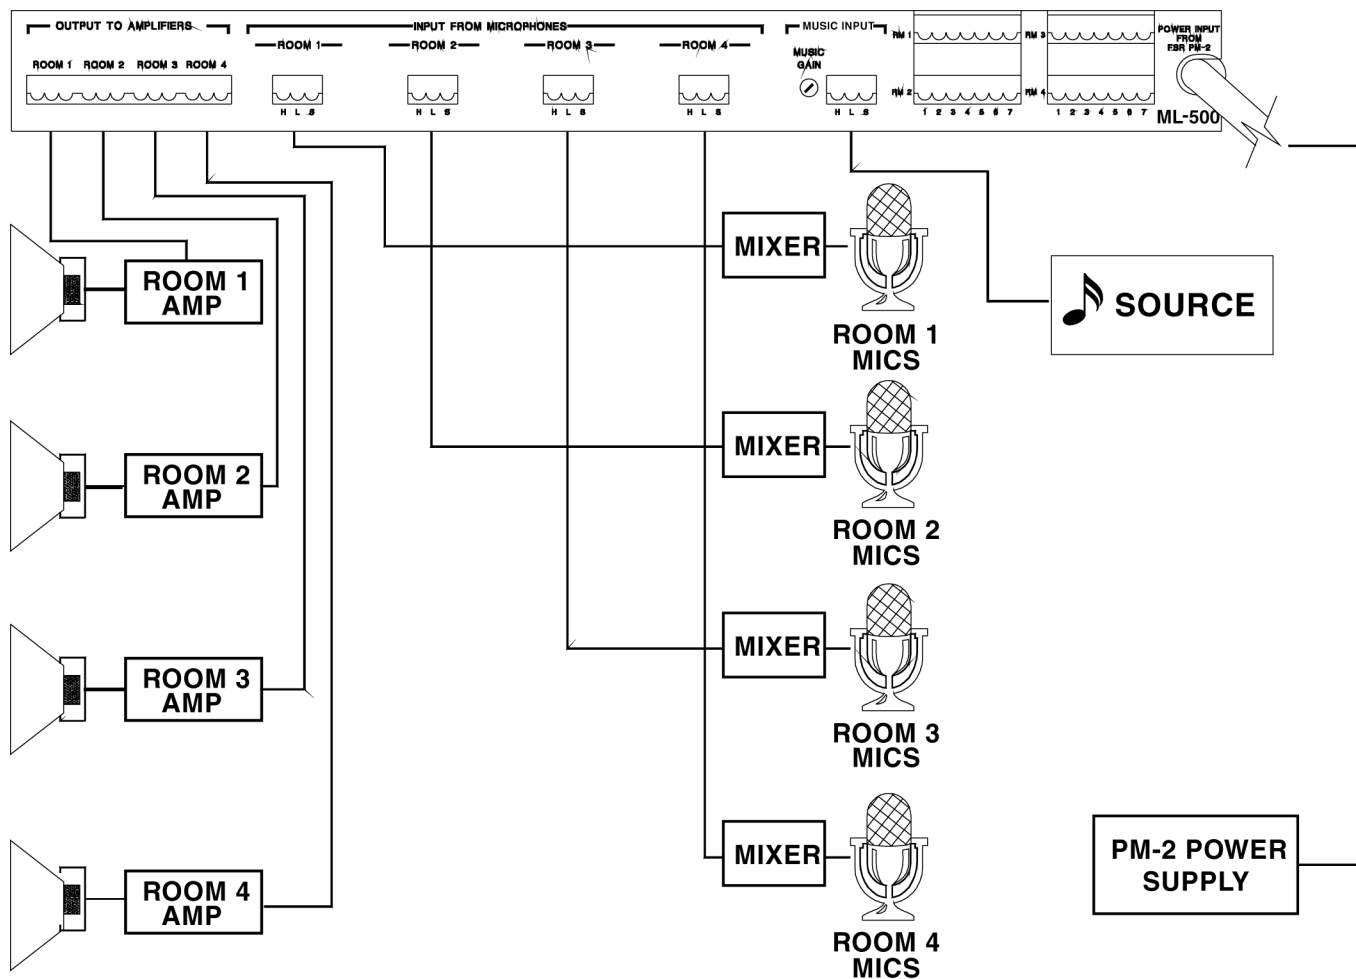 OUTPUT TO AMPLIFIERS
INPUT FROM MICROPHONES
MUSIC INPUT
ROOM 1
ROOM 2
ROOM 3
ROOM 4
ROOM 1 ROOM 2 ROOM 3 ROOM 4
MUSIC
GAIN
RM 1
RM 3
POWER INPUT
FROM
FSR PM-2
RM 2
RM 4
H L S
H L S
H L S
H L S
H L S
1 2 3 4 5 6 7
1 2 3 4 5 6 7
ML-500
MIXER
ROOM 1
AMP
SOURCE
ROOM 1
MICS
MIXER
ROOM 2
AMP
ROOM 2
MICS
MIXER
ROOM 3
AMP
ROOM 3
MICS
MIXER
PM-2 POWER
SUPPLY
ROOM 4
AMP
ROOM 4
MICS